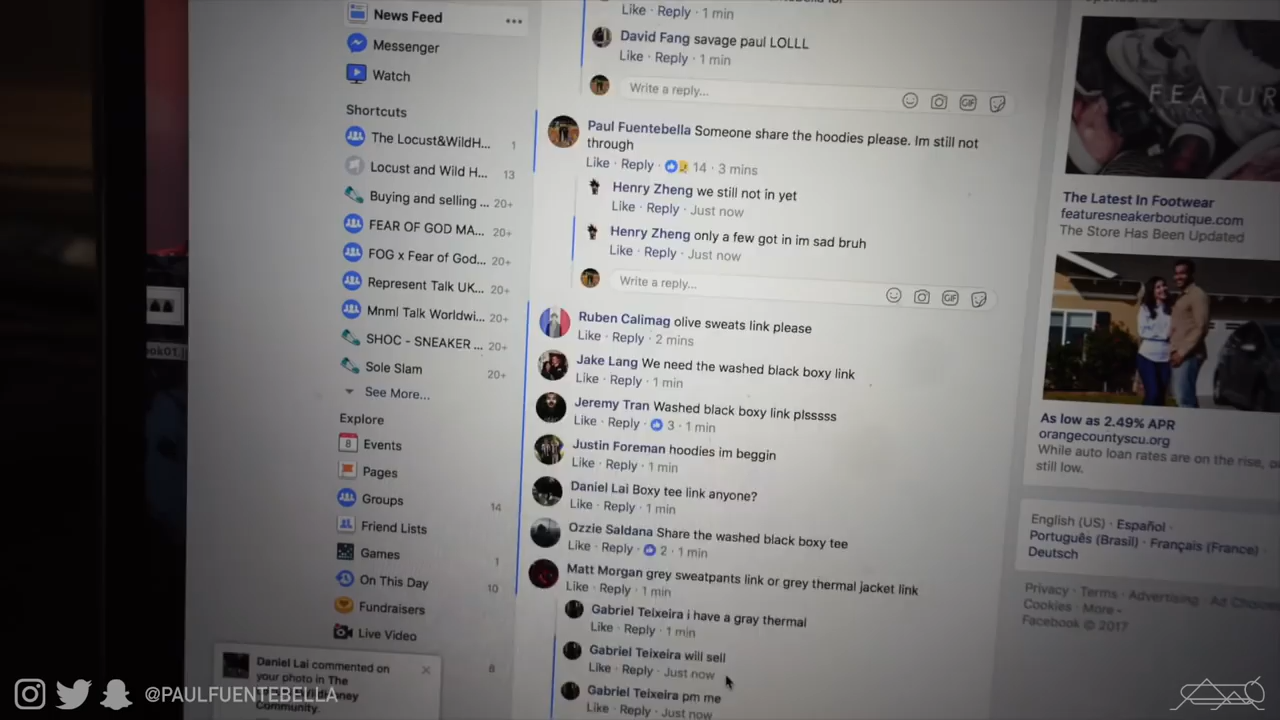 News Feed
Messenger
Watch
Shortcuts
The Locust&WildH... 1
Locust and Wild H... 13
Buying and selling ... 20+
FEAR OF GOD MA... 20+
FOG x Fear of God... 20+
Represent Talk UK... 20+
Mnml Talk Worldwi... 20+
SHOC - SNEAKER ... 20+
Sole Slam 20+
See More...
Explore
8 Events
Pages
Groups 14
Friend Lists
Games 1
On This Day 10
Fundraisers
Live Video
8
Daniel Lai commented on
your photo in The
Community.
Like · Reply · 1 min
David Fang savage paul LOLLL
Like · Reply · 1 min
Write a reply...
GIF
Paul Fuentebella Someone share the hoodies please. Im still not
through
Like · Reply · 14 · 3 mins
Henry Zheng we still not in yet
Like · Reply · Just now
Henry Zheng only a few got in im sad bruh
Like · Reply · Just now
Write a reply...
GIF
Ruben Calimag olive sweats link please
Like · Reply · 2 mins
Jake Lang We need the washed black boxy link
Like · Reply · 1 min
Jeremy Tran Washed black boxy link plsssss
Like · Reply · 3 · 1 min
Justin Foreman hoodies im beggin
Like · Reply · 1 min
Daniel Lai Boxy tee link anyone?
Like · Reply · 1 min
Ozzie Saldana Share the washed black boxy tee
Like · Reply · 2 · 1 min
Matt Morgan grey sweatpants link or grey thermal jacket link
Like · Reply · 1 min
Gabriel Teixeira i have a gray thermal
Like · Reply · 1 min
Gabriel Teixeira will sell
Like · Reply · Just now
Gabriel Teixeira pm me
Like · Reply · Just now
FEATUR
The Latest In Footwear
featuresneakerboutique.com
The Store Has Been Updated
As low as 2.49% APR
orangecountyscu.org
While auto loan rates are on the rise,
still low.
English (US) · Español ·
Português (Brasil) · Français (France) ·
Deutsch
Privacy · Terms · Advertising · Ad
Cookies · More
Facebook © 2017
@PAULFUENTEBELLA